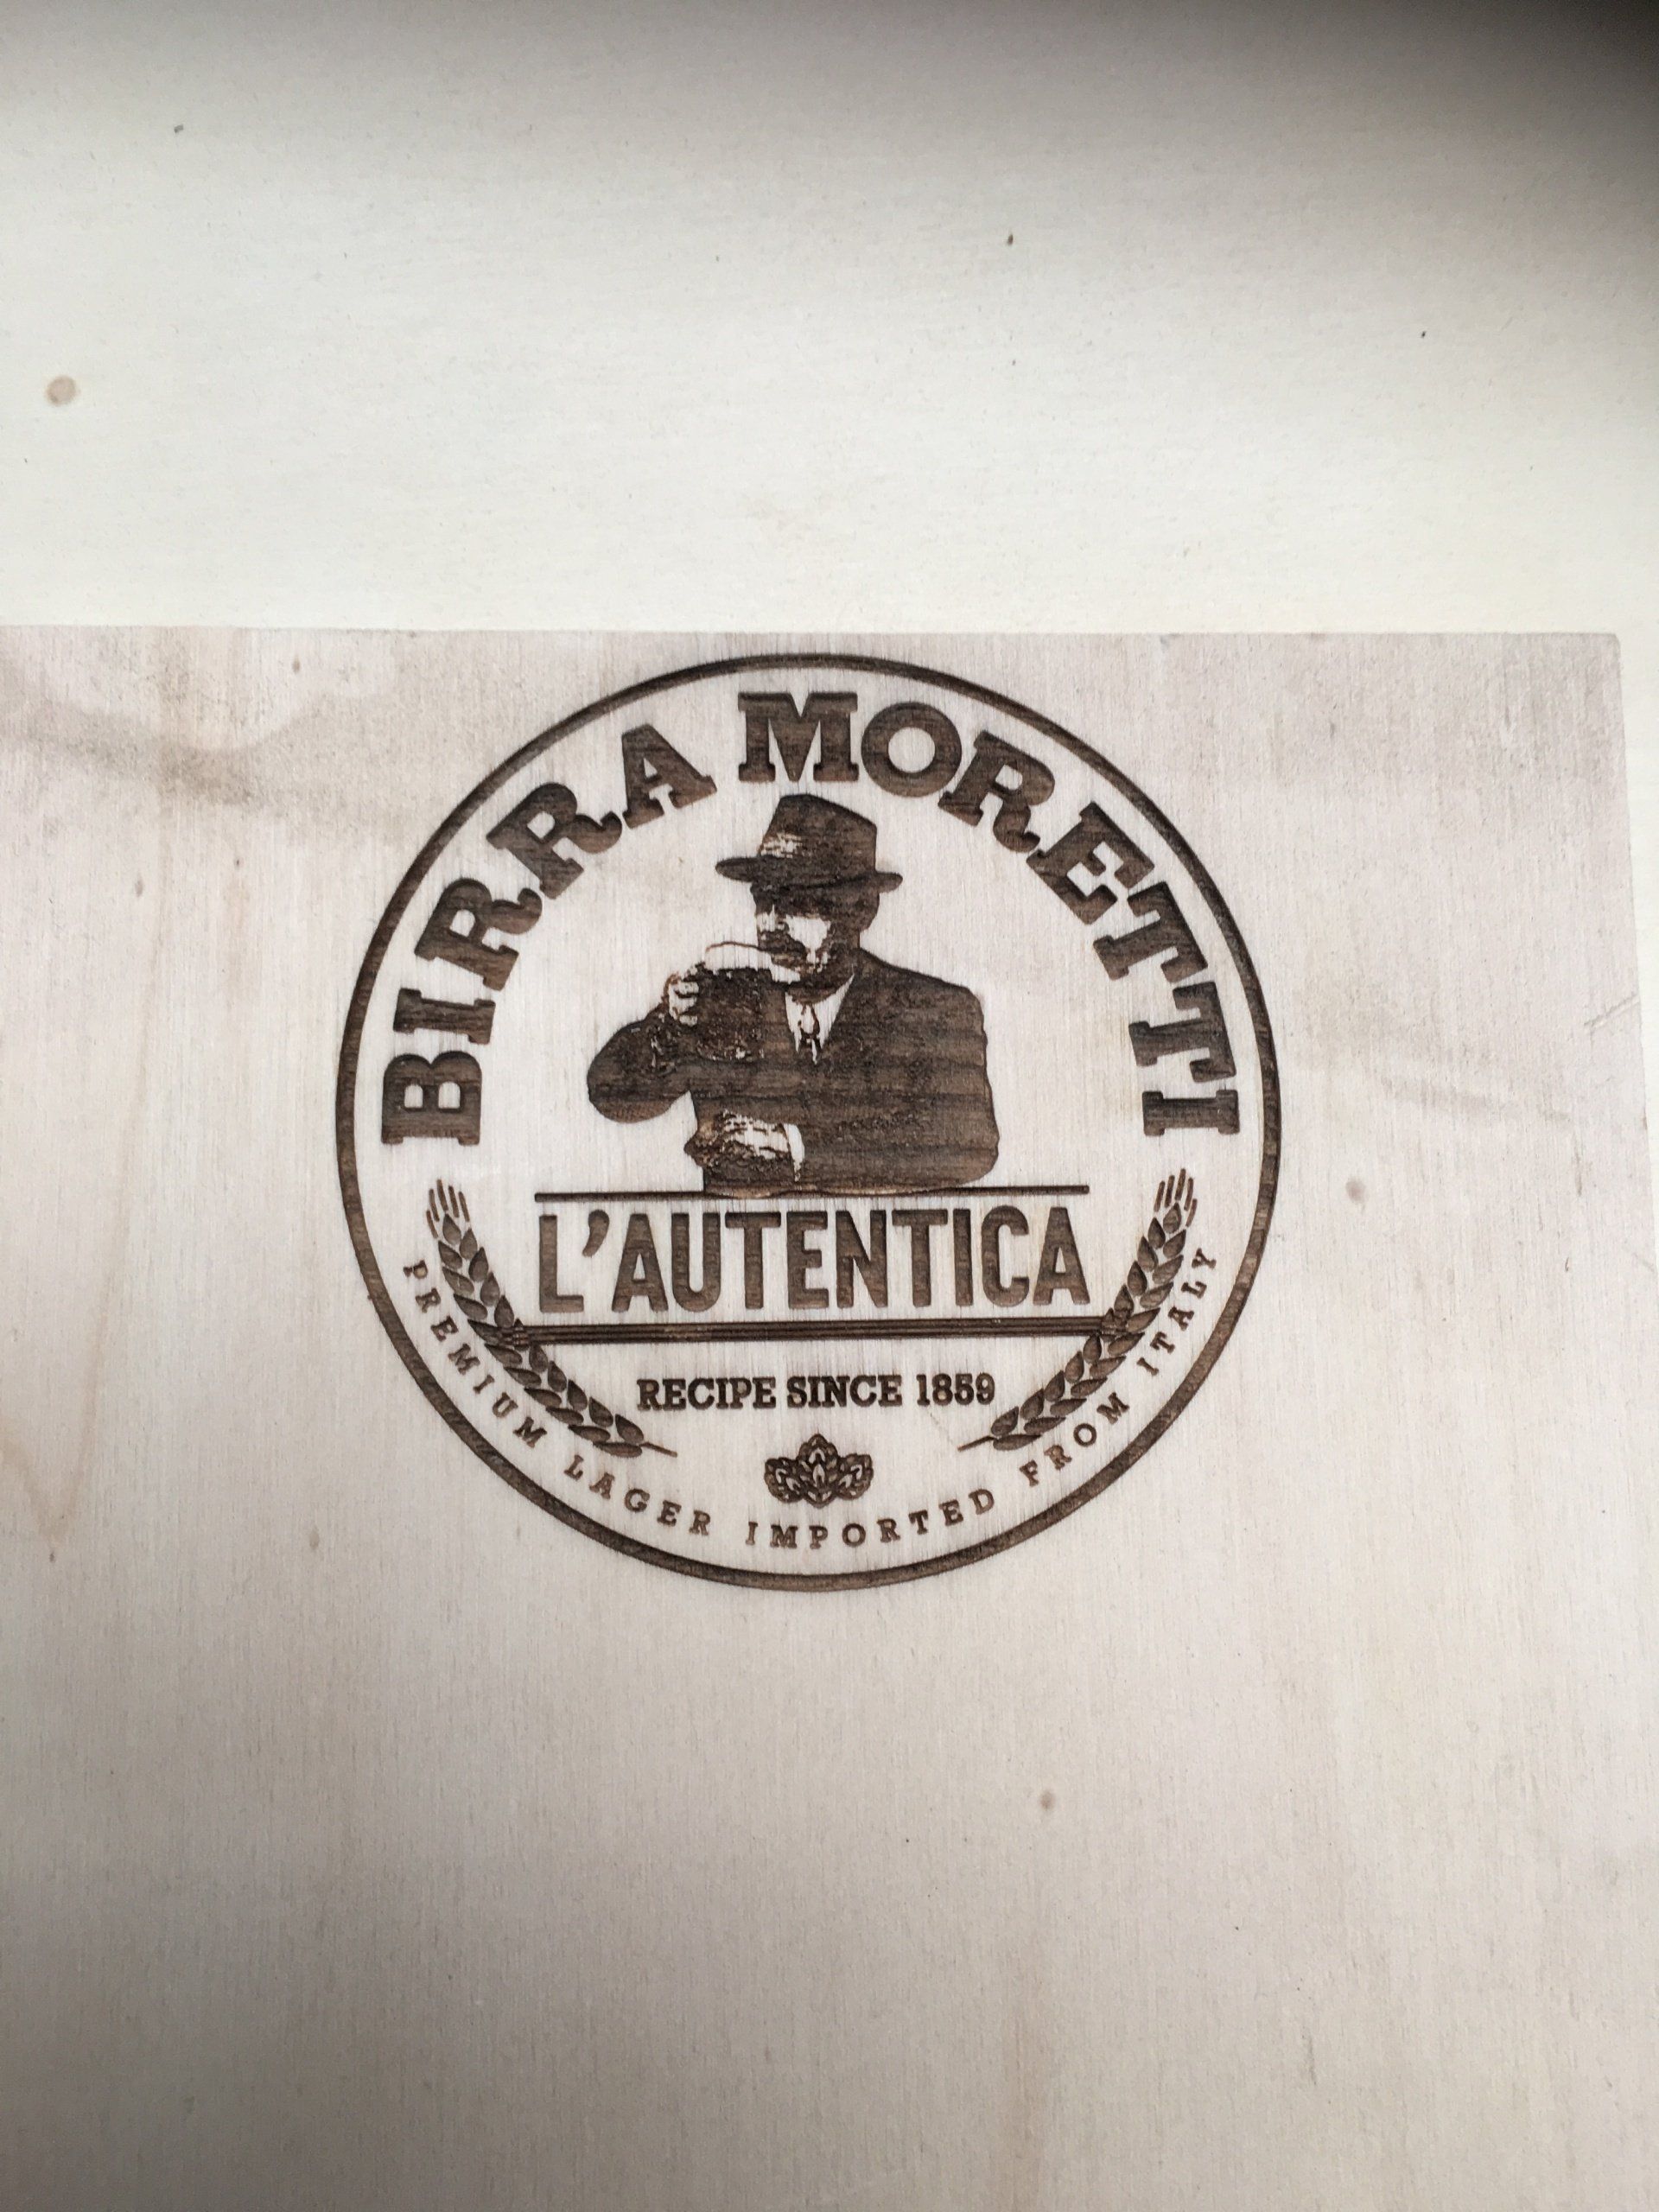 BIRRA MORETTI
L'AUTENTICA
RECIPE SINCE 1859
PREMIUM LAGER IMPORTED FROM ITALY